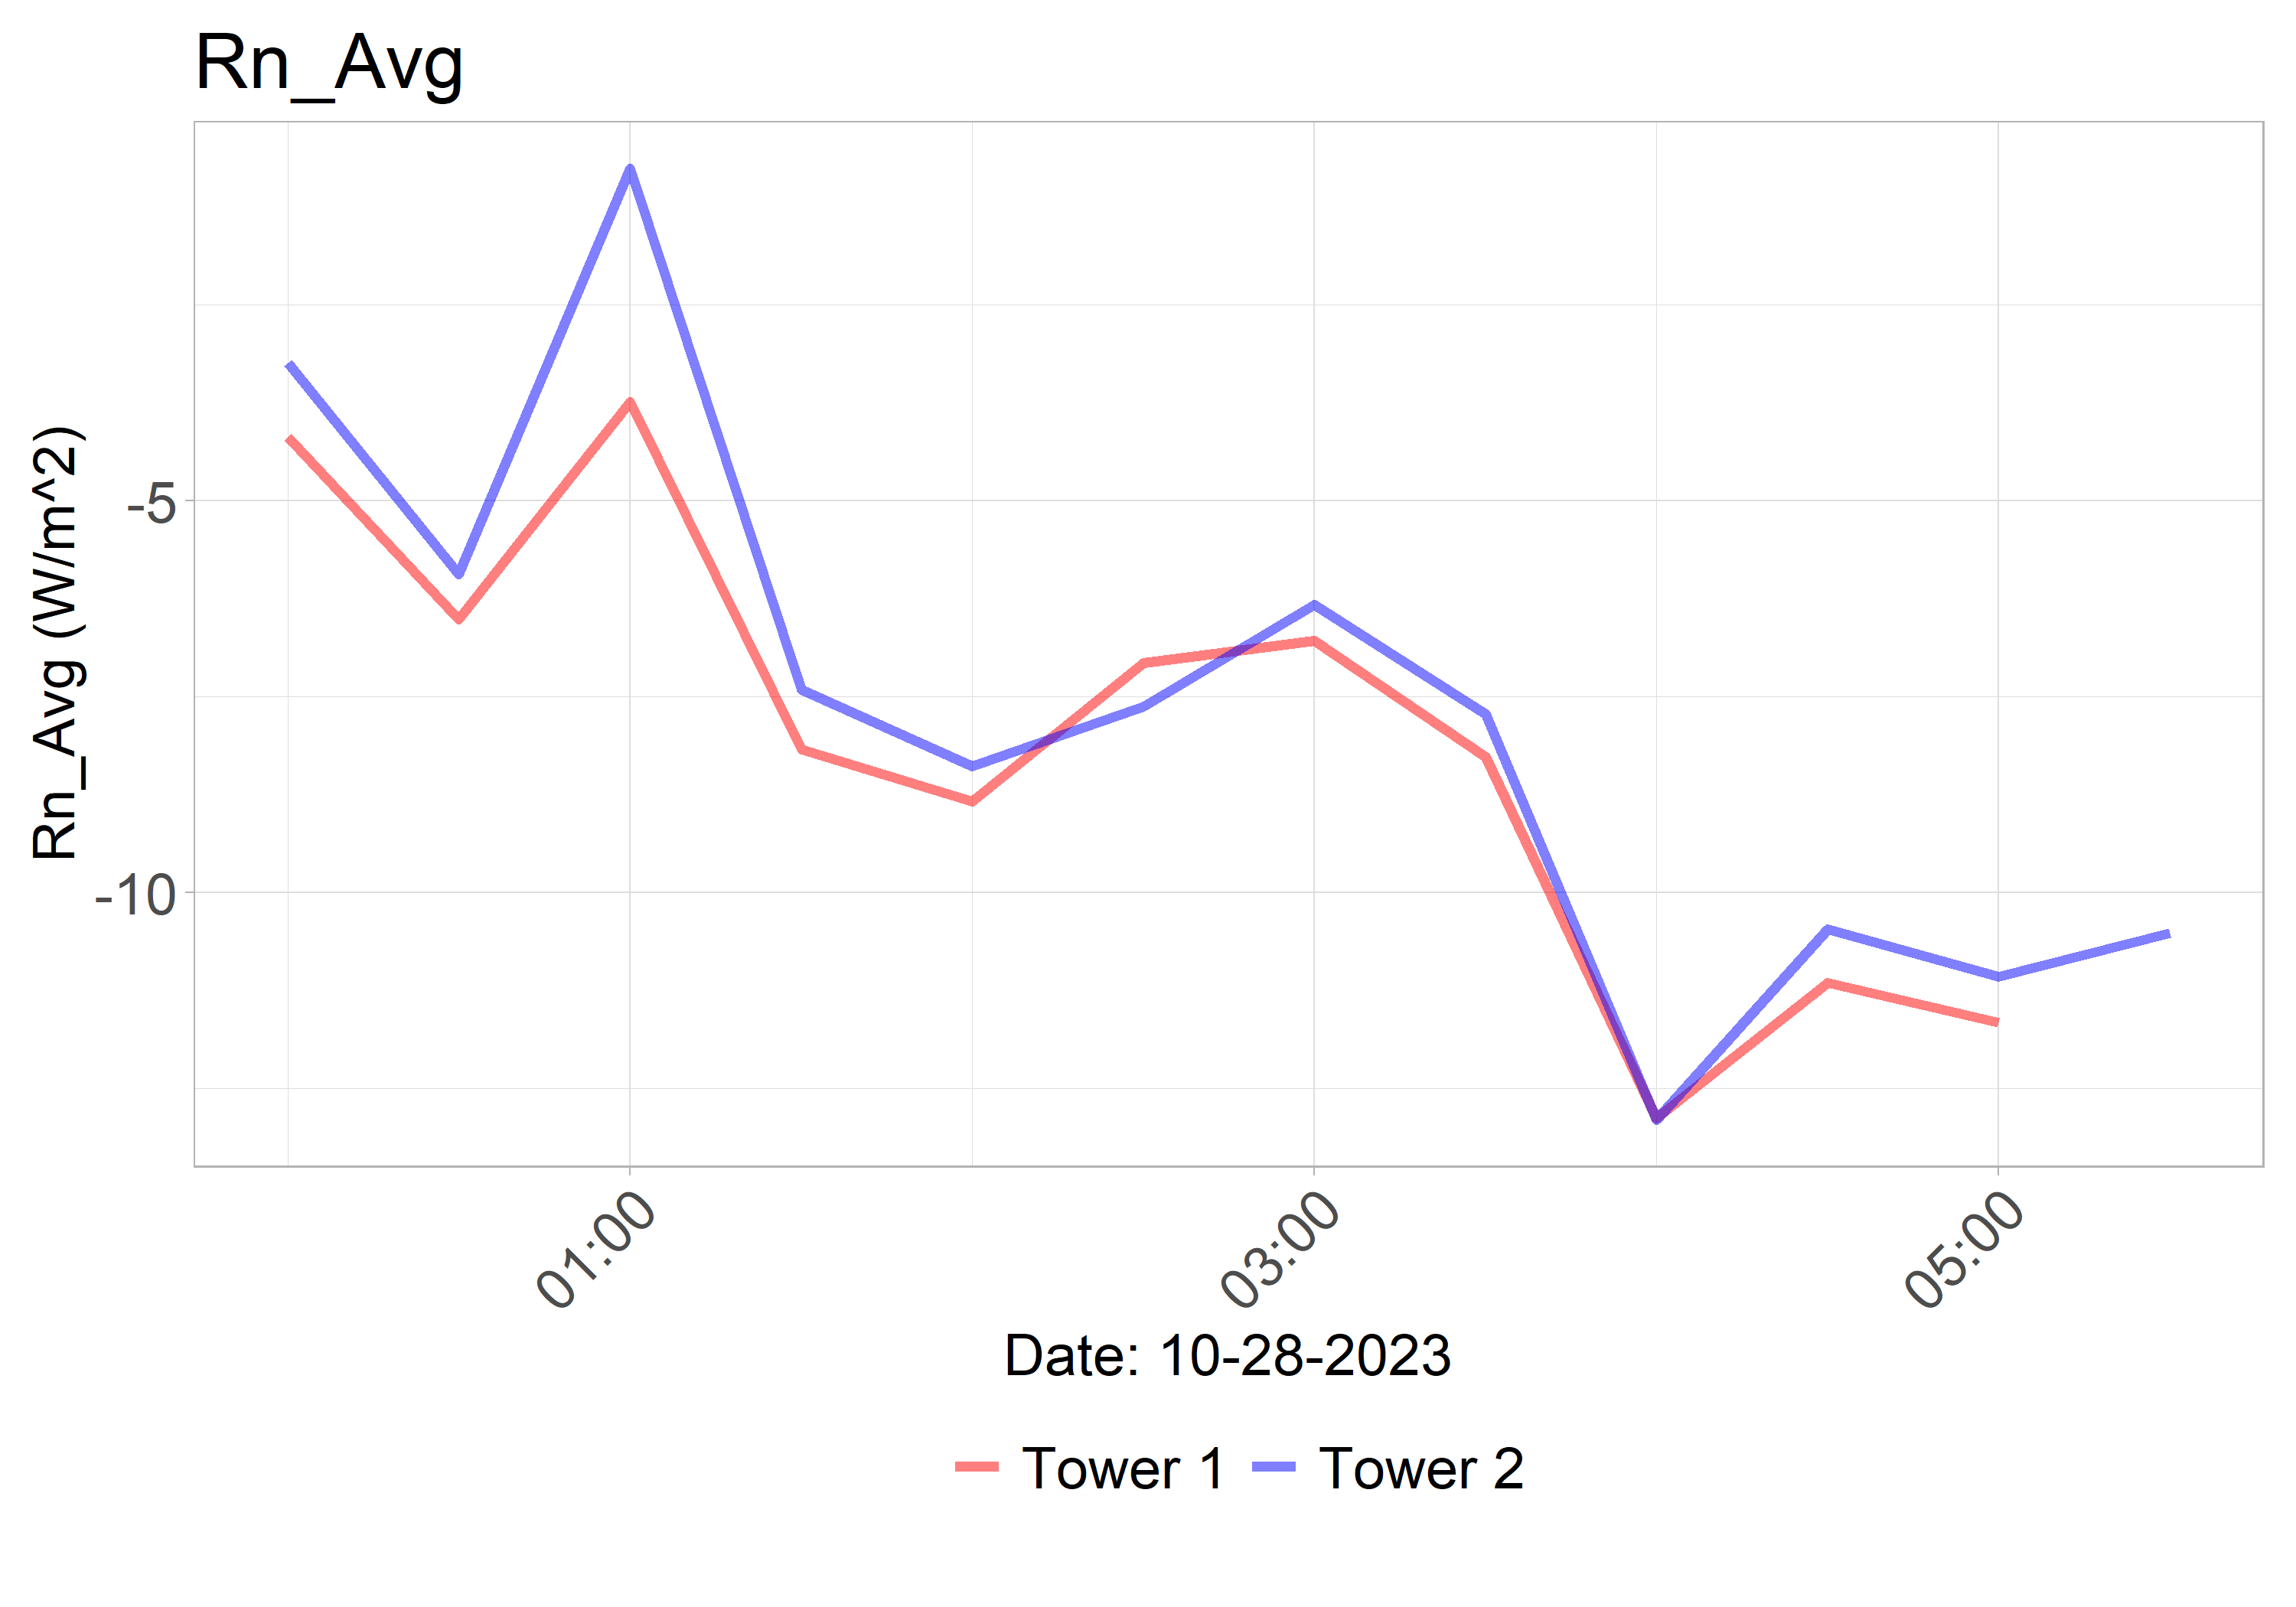 Rn_Avg
Rn_Avg (W/m^2)
-5
-10
01:00
03:00
05:00
Date: 10-28-2023
Tower 1
Tower 2